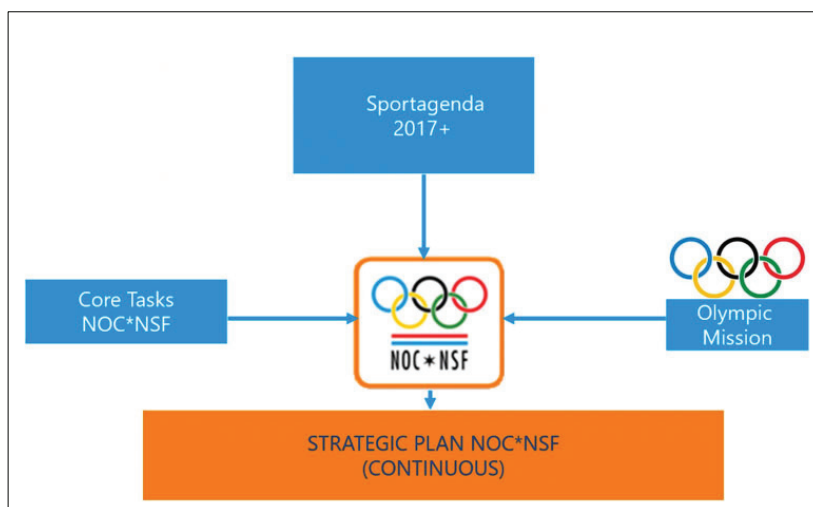 Sportagenda
2017+
Core Tasks
NOC*NSF
NOC✶NSF
Olympic
Mission
STRATEGIC PLAN NOC*NSF
(CONTINUOUS)